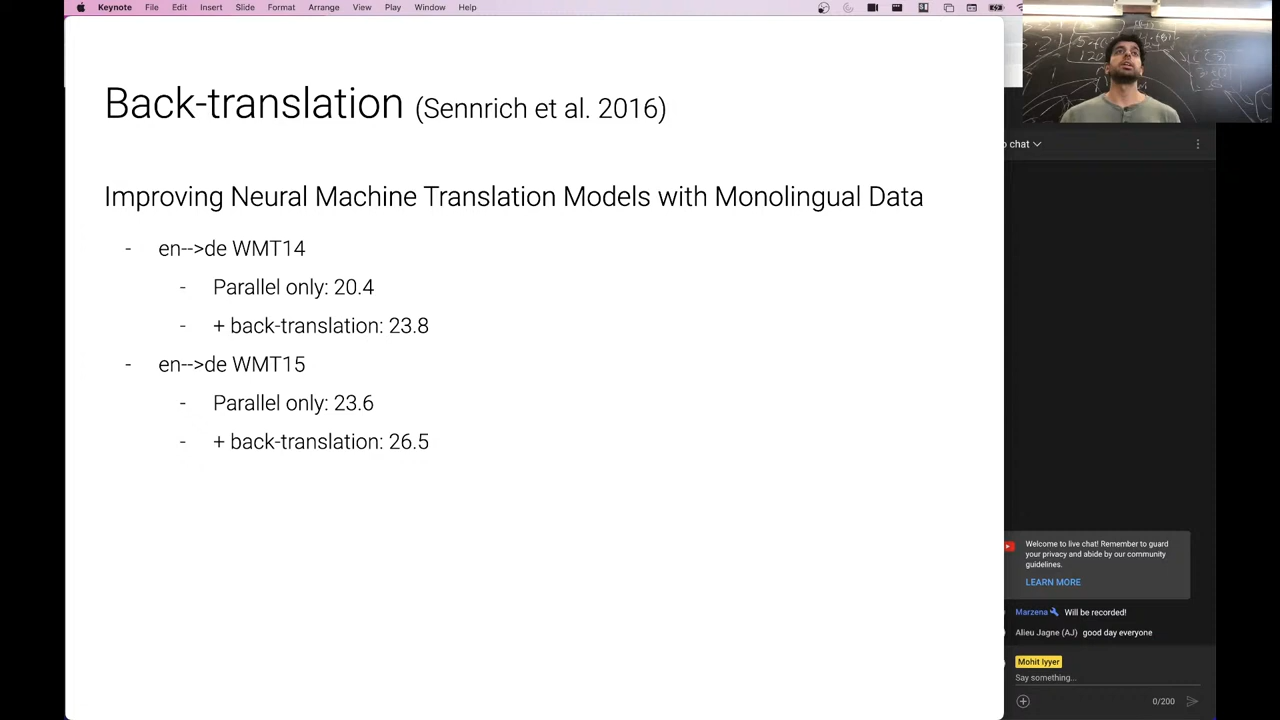 Keynote File Edit Insert Slide Format Arrange View Play Window Help
Back-translation (Sennrich et al. 2016)
Improving Neural Machine Translation Models with Monolingual Data
- en-->de WMT14
- Parallel only: 20.4
- + back-translation: 23.8
- en-->de WMT15
- Parallel only: 23.6
- + back-translation: 26.5
chat
Welcome to live chat! Remember to guard
your privacy and abide by our community
guidelines.
LEARN MORE
Marzena Will be recorded!
Alieu Jagne (AJ) good day everyone
Mohit Iyyer
Say something...
0/200